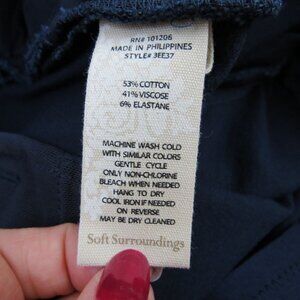 RN# 101206
MADE IN PHILIPPINES
STYLE# 3EE37
53% COTTON
41% VISCOSE
6% ELASTANE
MACHINE WASH COLD
WITH SIMILAR COLORS
GENTLE CYCLE
ONLY NON-CHLORINE
BLEACH WHEN NEEDED
HANG TO DRY
COOL IRON IF NEEDED
ON REVERSE
MAY BE DRY CLEANED
Soft Surroundings